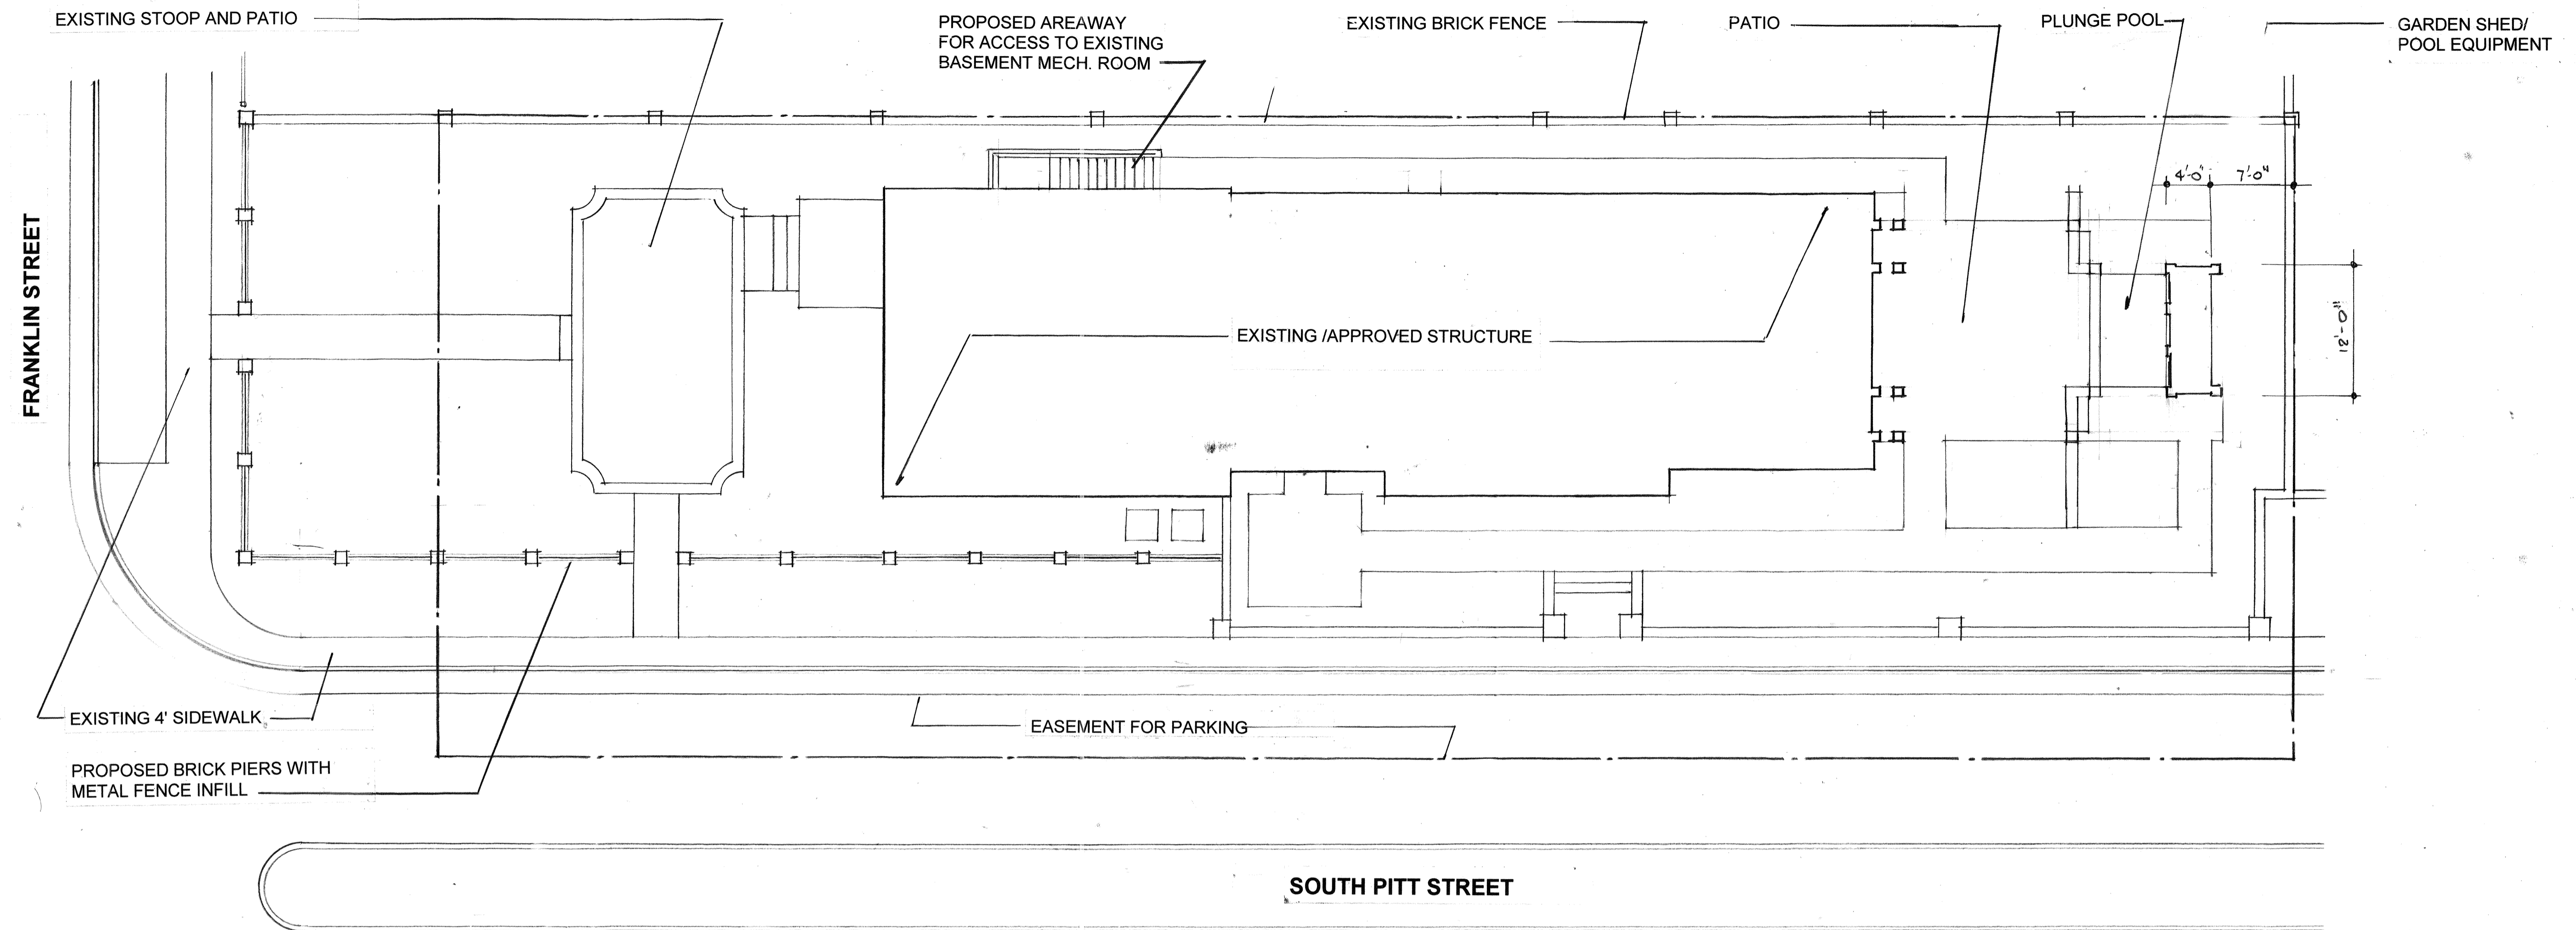 EXISTING STOOP AND PATIO
PROPOSED AREAWAY
FOR ACCESS TO EXISTING
BASEMENT MECH. ROOM
EXISTING BRICK FENCE
PATIO
PLUNGE POOL
GARDEN SHED/
POOL EQUIPMENT
4'-0"
7'-0"
FRANKLIN STREET
12'-0"
EXISTING /APPROVED STRUCTURE
EXISTING 4' SIDEWALK
EASEMENT FOR PARKING
PROPOSED BRICK PIERS WITH
METAL FENCE INFILL
SOUTH PITT STREET